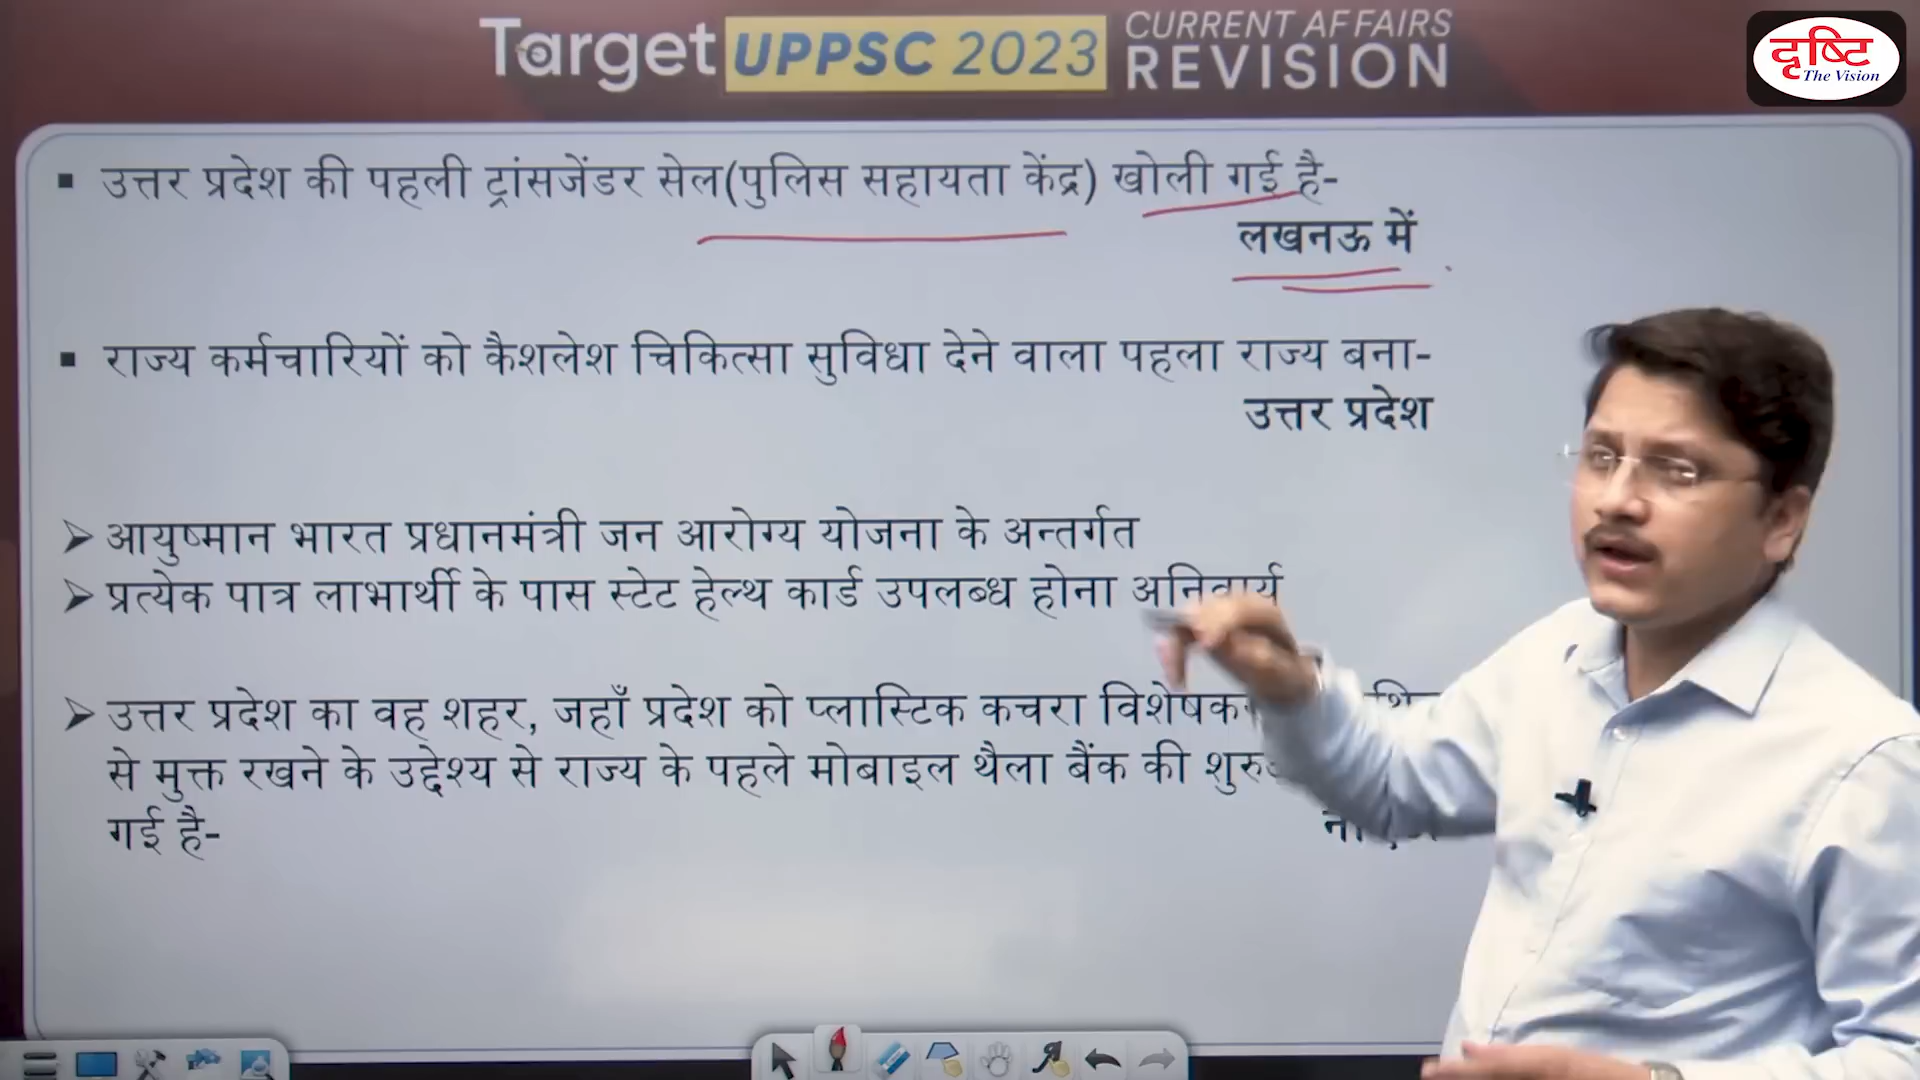 Target UPPSC 2023 CURRENT AFFAIRS REVISION
दृष्टि
The Vision
▪ उत्तर प्रदेश की पहली ट्रांसजेंडर सेल(पुलिस सहायता केंद्र) खोली गई है-
लखनऊ में
▪ राज्य कर्मचारियों को कैशलेश चिकित्सा सुविधा देने वाला पहला राज्य बना-
उत्तर प्रदेश
➢ आयुष्मान भारत प्रधानमंत्री जन आरोग्य योजना के अन्तर्गत
➢ प्रत्येक पात्र लाभार्थी के पास स्टेट हेल्थ कार्ड उपलब्ध होना अनिवार्य
➢ उत्तर प्रदेश का वह शहर, जहाँ प्रदेश को प्लास्टिक कचरा
से मुक्त रखने के उद्देश्य से राज्य के पहले मोबाइल थैला बैंक की
गई है-